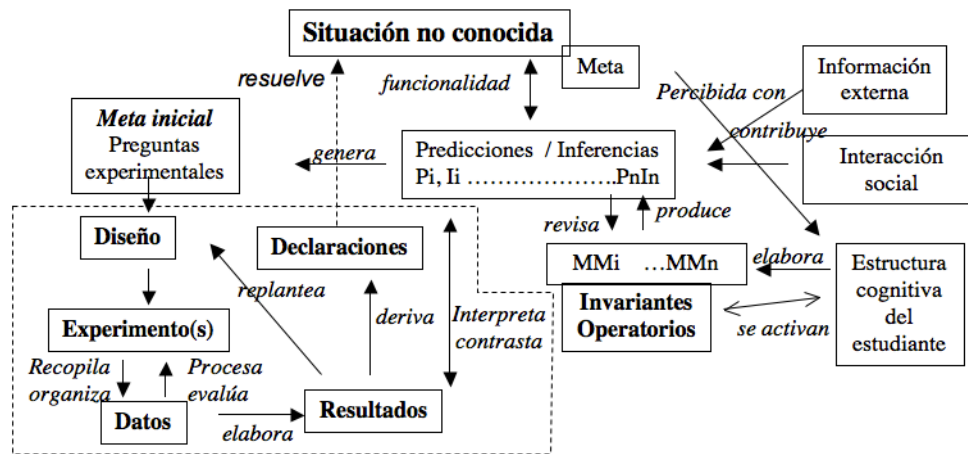 Situación no conocida
resuelve
funcionalidad
Meta
Información
externa
Percibida con
Meta inicial
Preguntas
experimentales
genera
Predicciones / Inferencias
Pi, Ii ......................PnIn
contribuye
Interacción
social
revisa
produce
Diseño
Declaraciones
MMi ...MMn
elabora
Estructura
cognitiva
del
estudiante
Invariantes
Operatorios
se activan
replantea
deriva
Interpreta
contrasta
Experimento(s)
Recopila
organiza
Procesa
evalúa
Datos
elabora
Resultados